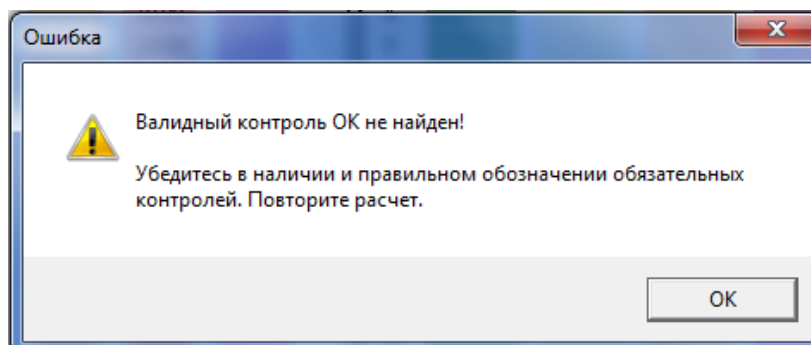 Ошибка
Валидный контроль ОК не найден!
Убедитесь в наличии и правильном обозначении обязательных
контролей. Повторите расчет.
OK